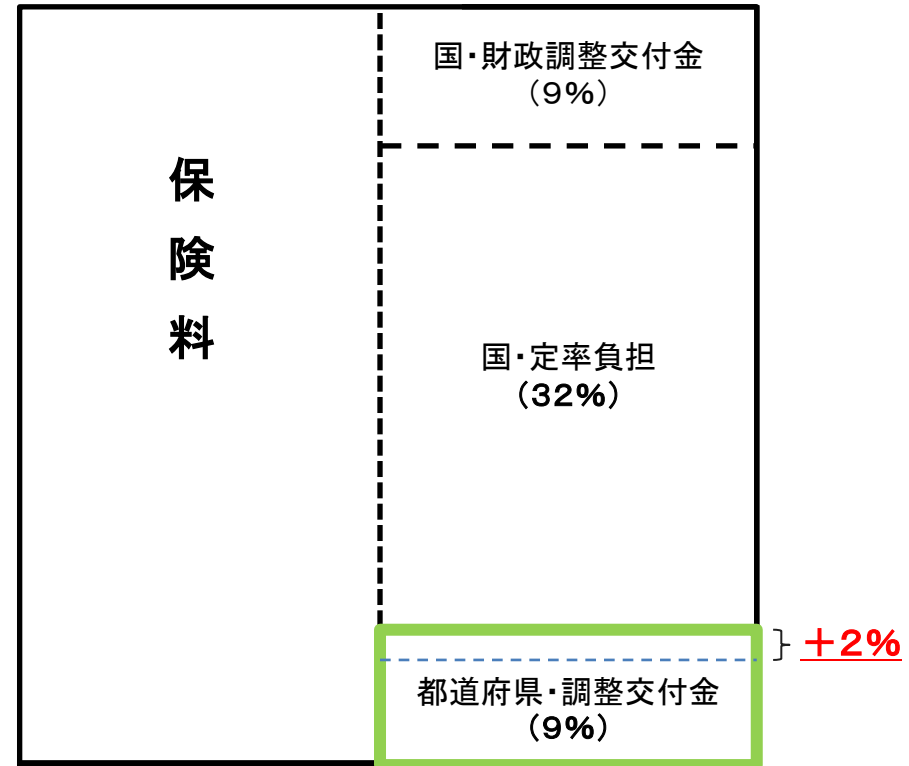 保
険
料
国・財政調整交付金
（９%）
国・定率負担
（32%）
＋2%
都道府県・調整交付金
（9%）